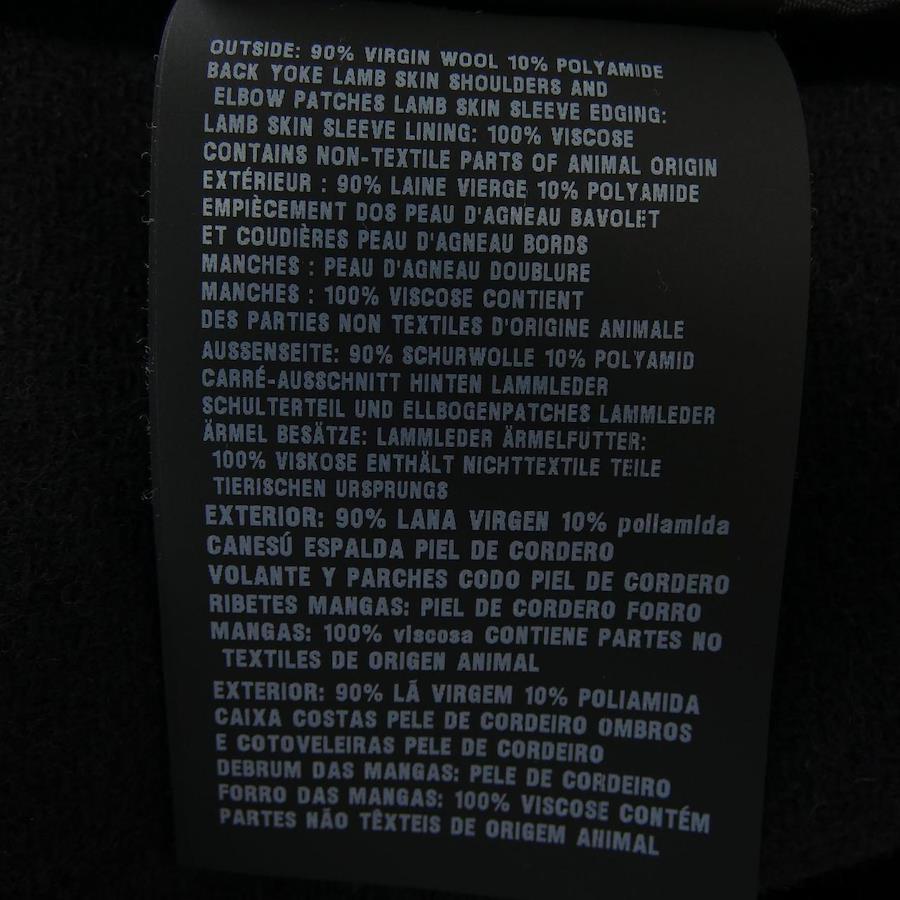 OUTSIDE: 90% VIRGIN WOOL 10% POLYAMIDE
BACK YOKE LAMB SKIN SHOULDERS AND
ELBOW PATCHES LAMB SKIN SLEEVE EDGING:
LAMB SKIN SLEEVE LINING: 100% VISCOSE
CONTAINS NON-TEXTILE PARTS OF ANIMAL ORIGIN
EXTÉRIEUR : 90% LAINE VIERGE 10% POLYAMIDE
EMPIÈCEMENT DOS PEAU D'AGNEAU BAVOLET
ET COUDIÈRES PEAU D'AGNEAU BORDS
MANCHES : PEAU D'AGNEAU DOUBLURE
MANCHES : 100% VISCOSE CONTIENT
DES PARTIES NON TEXTILES D'ORIGINE ANIMALE
AUSSENSEITE: 90% SCHURWOLLE 10% POLYAMID
CARRÉ-AUSSCHNITT HINTEN LAMMLEDER
SCHULTERTEIL UND ELLBOGENPATCHES LAMMLEDER
ÄRMEL BESÄTZE: LAMMLEDER ÄRMELFUTTER:
100% VISKOSE ENTHÄLT NICHTTEXTILE TEILE
TIERISCHEN URSPRUNGS
EXTERIOR: 90% LANA VIRGEN 10% poliamida
CANESÚ ESPALDA PIEL DE CORDERO
VOLANTE Y PARCHES CODO PIEL DE CORDERO
RIBETES MANGAS: PIEL DE CORDERO FORRO
MANGAS: 100% viscosa CONTIENE PARTES NO
TEXTILES DE ORIGEN ANIMAL
EXTERIOR: 90% LÃ VIRGEM 10% POLIAMIDA
CAIXA COSTAS PELE DE CORDEIRO OMBROS
E COTOVELEIRAS PELE DE CORDEIRO
DEBRUM DAS MANGAS: PELE DE CORDEIRO
FORRO DAS MANGAS: 100% VISCOSE CONTÉM
PARTES NÃO TÊXTEIS DE ORIGEM ANIMAL